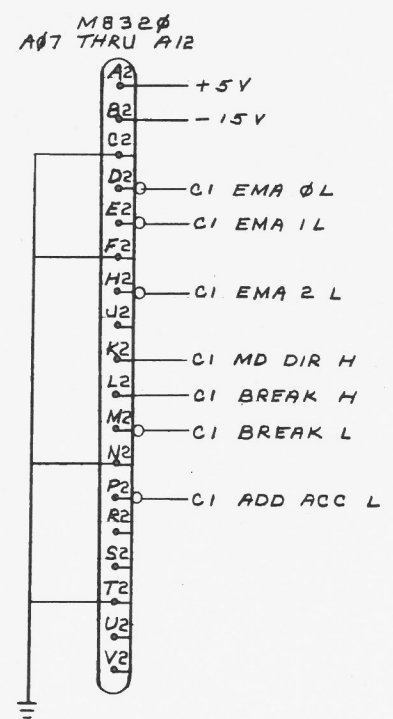 M832Ø
AØ7 THRU A12
A2
+5V
B2
-15V
C2
D2
C1 EMA Ø L
E2
C1 EMA 1 L
F2
H2
C1 EMA 2 L
J2
K2
C1 MD DIR H
L2
C1 BREAK H
M2
C1 BREAK L
N2
P2
C1 ADD ACC L
R2
S2
T2
U2
V2